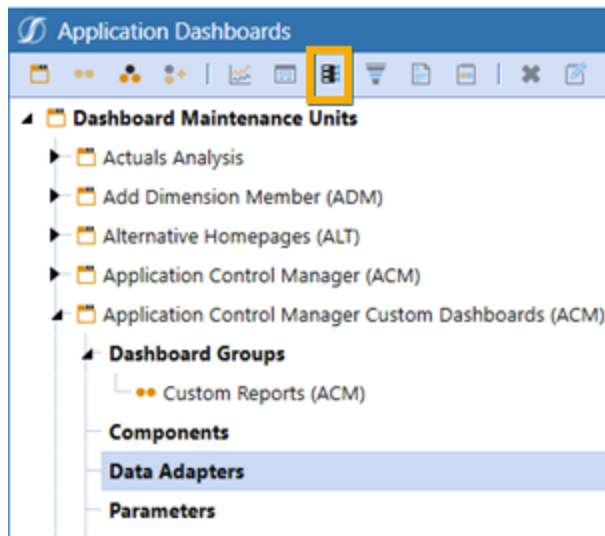 Application Dashboards
Dashboard Maintenance Units
Actuals Analysis
Add Dimension Member (ADM)
Alternative Homepages (ALT)
Application Control Manager (ACM)
Application Control Manager Custom Dashboards (ACM)
Dashboard Groups
Custom Reports (ACM)
Components
Data Adapters
Parameters